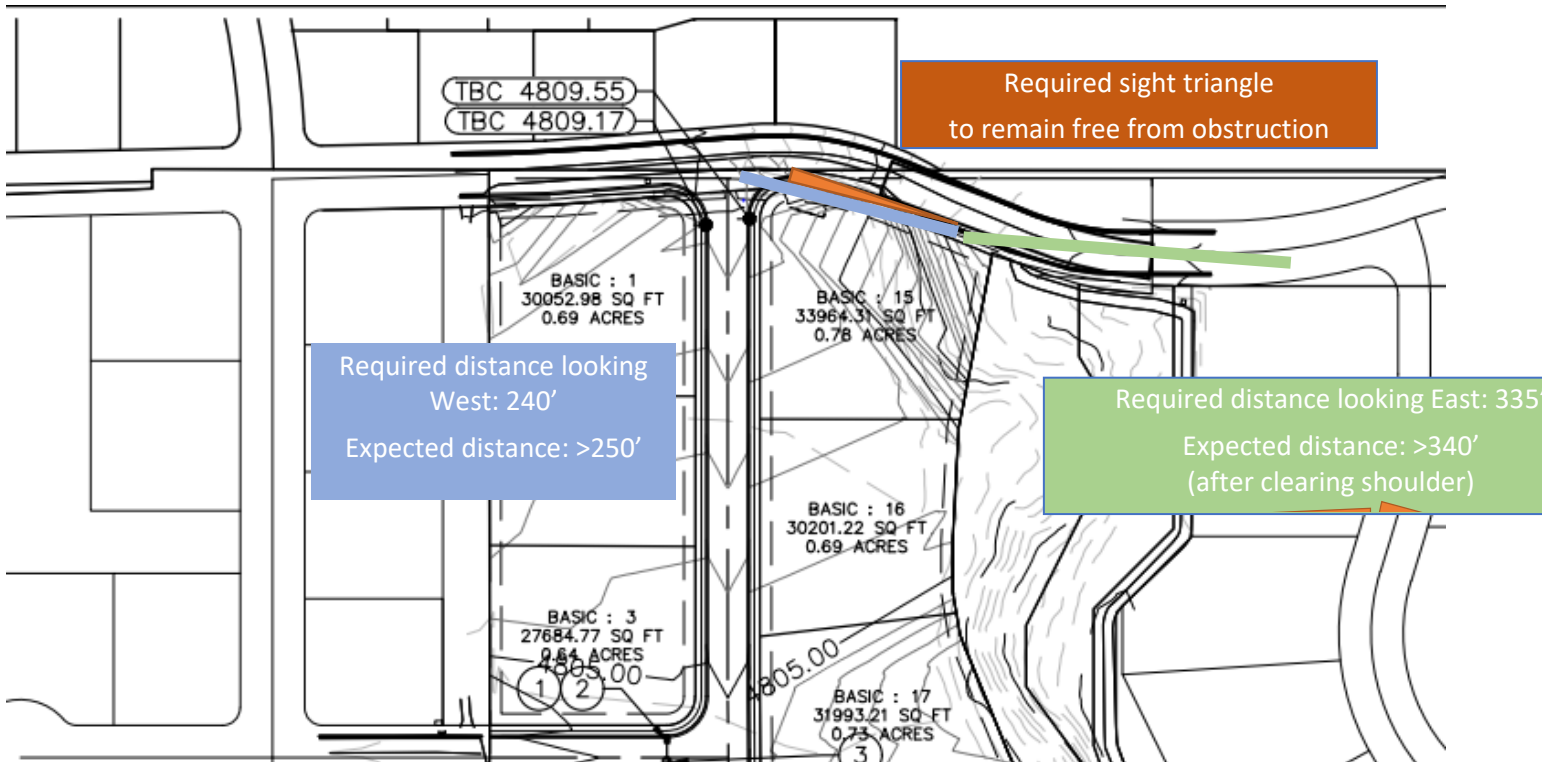 TBC 4809.55
TBC 4809.17
Required sight triangle
to remain free from obstruction
BASIC : 1
30052.98 SQ FT
0.69 ACRES
BASIC : 15
33964.31 SQ FT
0.78 ACRES
Required distance looking
West: 240’
Expected distance: >250’
Required distance looking East: 335’
Expected distance: >340’
(after clearing shoulder)
BASIC : 16
30201.22 SQ FT
0.69 ACRES
BASIC : 3
27684.77 SQ FT
0.64 ACRES
4805.00
1 2
4805.00
BASIC : 17
31993.21 SQ FT
0.73 ACRES
3